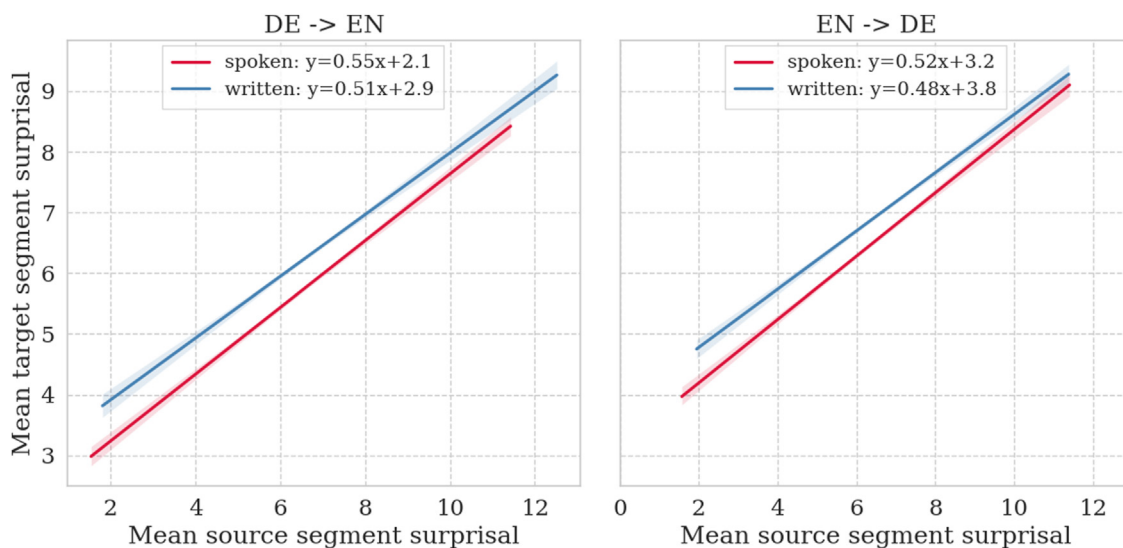 DE -> EN
spoken: y=0.55x+2.1
written: y=0.51x+2.9
Mean target segment surprisal
9
8
7
6
5
4
3
2 4 6 8 10 12
Mean source segment surprisal
EN -> DE
spoken: y=0.52x+3.2
written: y=0.48x+3.8
0 2 4 6 8 10 12
Mean source segment surprisal